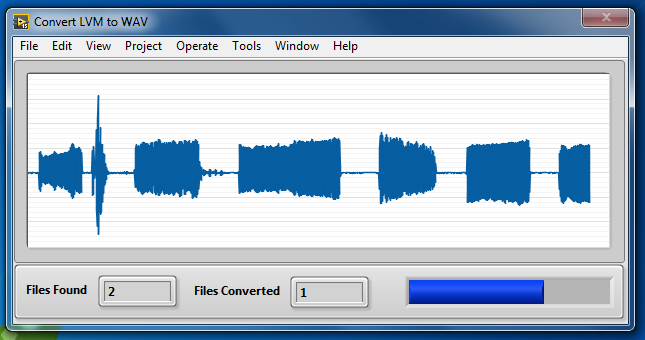 Convert LVM to WAV
File Edit View Project Operate Tools Window Help
Files Found 2 Files Converted 1